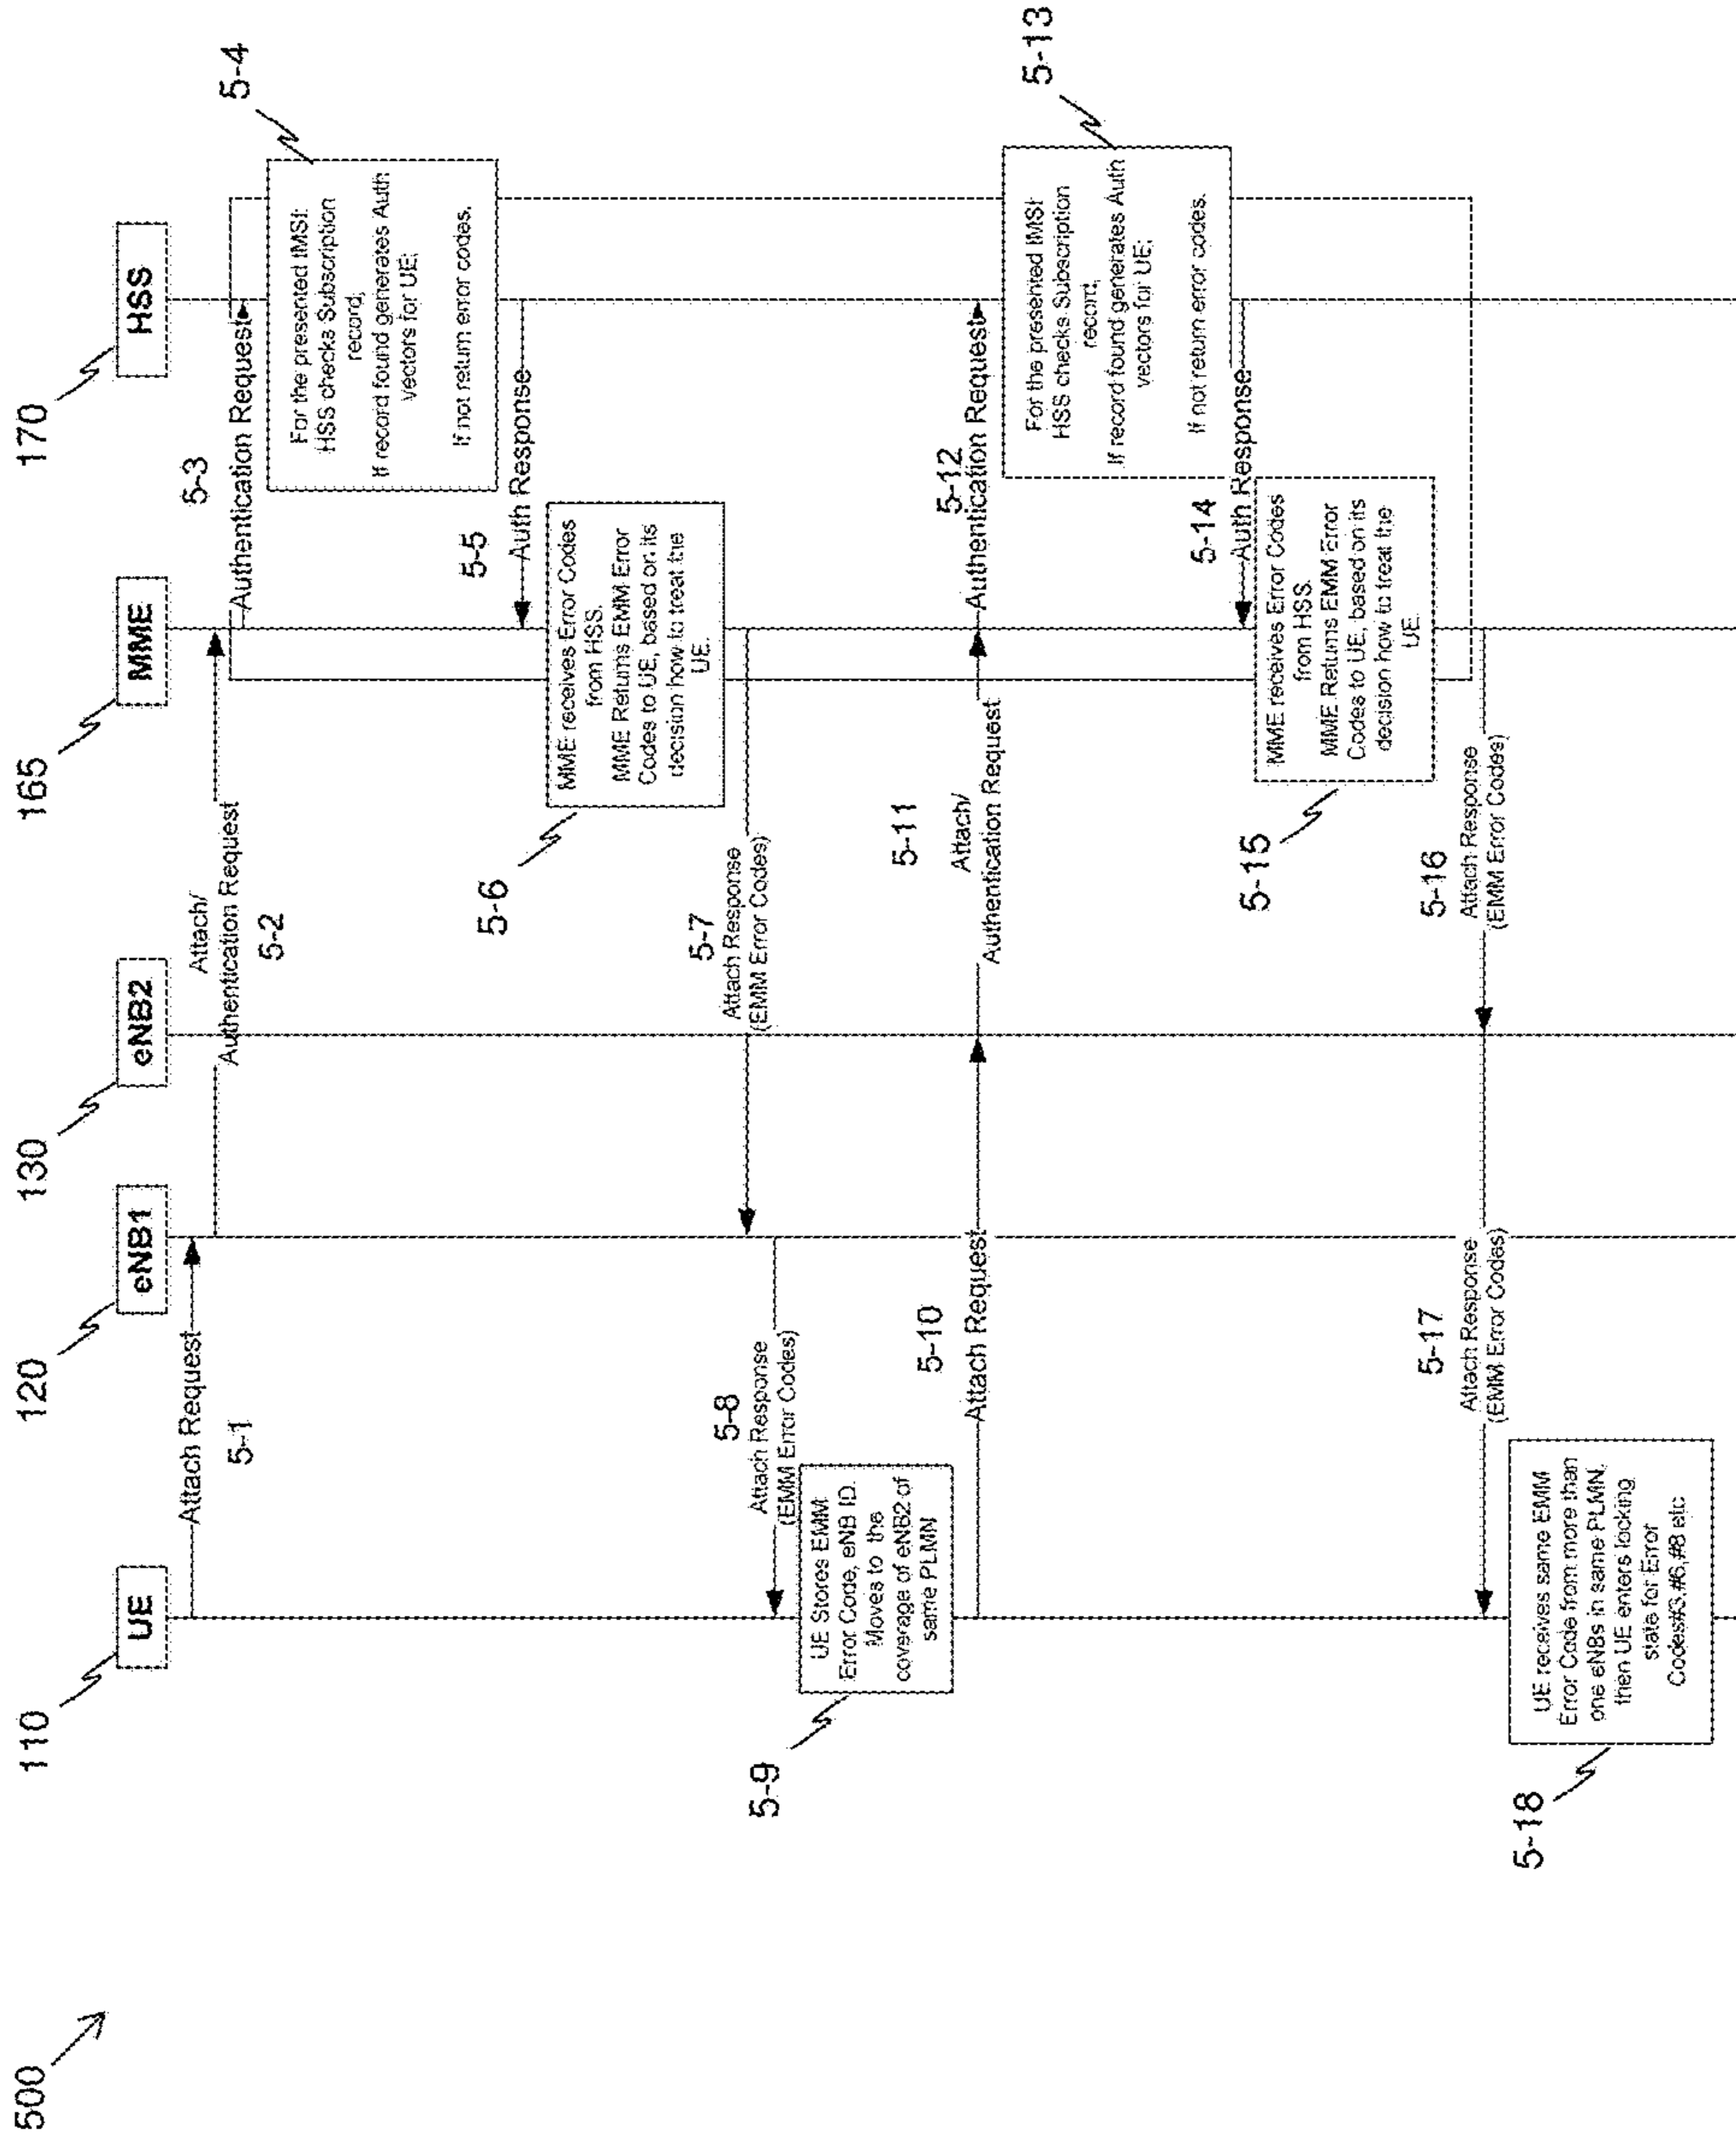 500
110
120
130
165
170
UE
eNB1
eNB2
MME
HSS
Attach Request
5-1
Attach/
Authentication Request
5-2
5-3
Authentication Request
5-4
For the presented IMSI:
HSS checks Subscription
record;
If record found generates Auth
vectors for UE;
If not return error codes.
5-5
Auth Response
5-6
MME receives Error Codes
from HSS.
MME Returns EMM Error
Codes to UE, based on its
decision how to treat the
UE.
5-7
Attach Response
(EMM Error Codes)
5-8
Attach Response
(EMM Error Codes)
5-9
UE Stores EMM
Error Code, eNB ID.
Moves to the
coverage of eNB2 of
same PLMN
5-10
Attach Request
5-11
Attach/
Authentication Request
5-12
Authentication Request
5-13
For the presented IMSI:
HSS checks Subscription
record;
If record found generates Auth
vectors for UE;
If not return error codes.
5-14
Auth Response
5-15
MME receives Error Codes
from HSS.
MME Returns EMM Error
Codes to UE, based on its
decision how to treat the
UE.
5-16
Attach Response
(EMM Error Codes)
5-17
Attach Response
(EMM Error Codes)
5-18
UE receives same EMM
Error Code from more than
one eNBs in same PLMN,
then UE enters locking
state for Error
Codes#3,#6,#8 etc